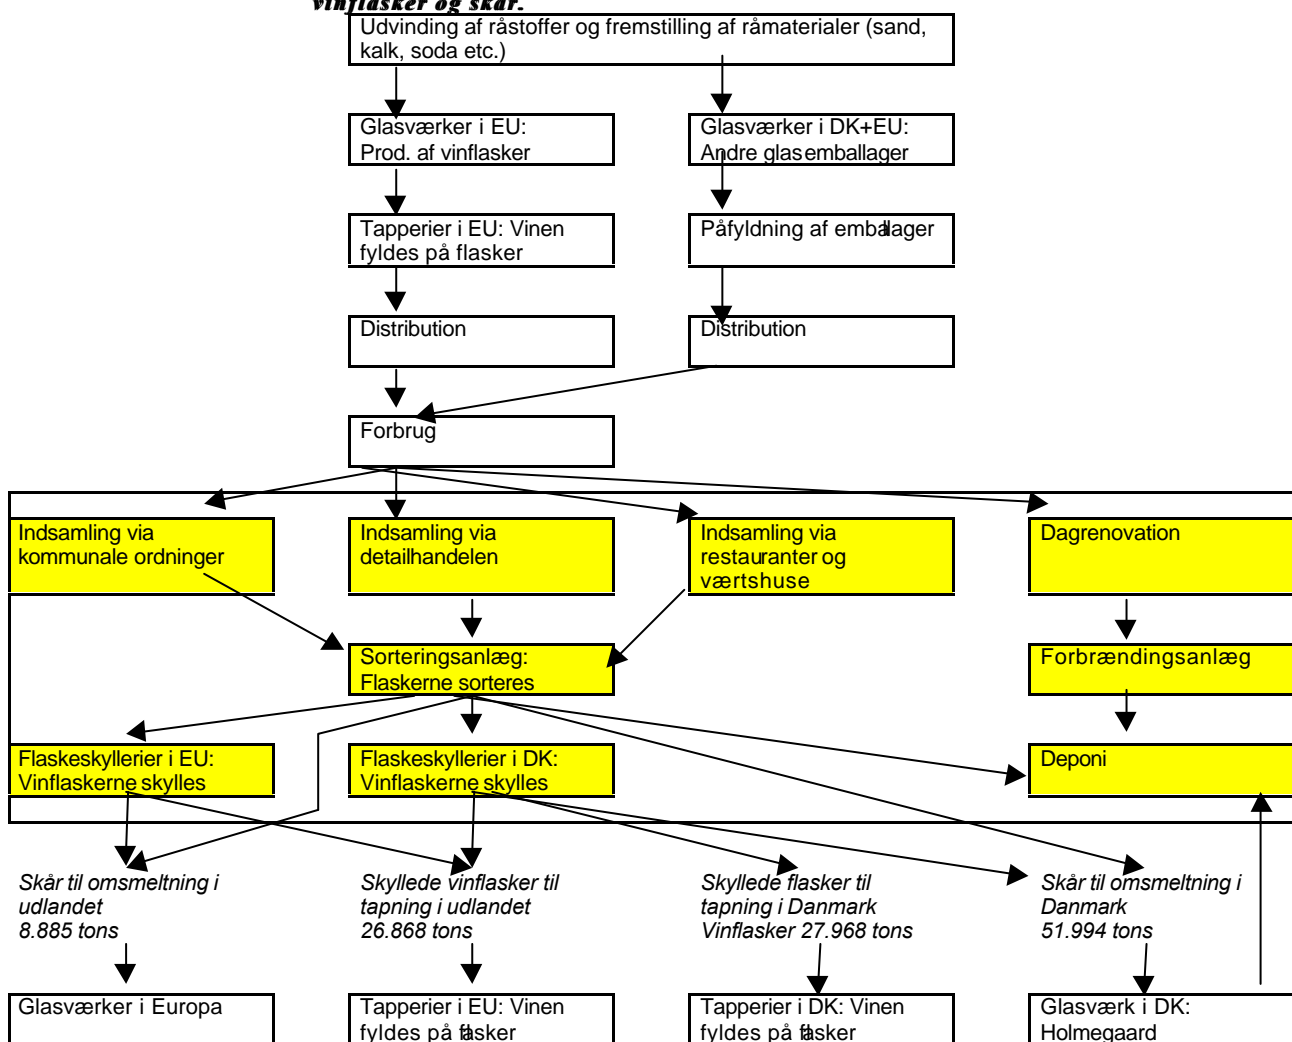 vinflasker og skår.
Udvinding af råstoffer og fremstilling af råmaterialer (sand,
kalk, soda etc.)
Glasværker i EU:
Prod. af vinflasker
Glasværker i DK+EU:
Andre glasemballager
Tapperier i EU: Vinen
fyldes på flasker
Påfyldning af emballager
Distribution
Distribution
Forbrug
Indsamling via
kommunale ordninger
Indsamling via
detailhandelen
Indsamling via
restauranter og
værtshuse
Dagrenovation
Sorteringsanlæg:
Flaskerne sorteres
Forbrændingsanlæg
Flaskeskyllerier i EU:
Vinflaskerne skylles
Flaskeskyllerier i DK:
Vinflaskerne skylles
Deponi
Skår til omsmeltning i
udlandet
8.885 tons
Skyllede vinflasker til
tapning i udlandet
26.868 tons
Skyllede flasker til
tapning i Danmark
Vinflasker 27.968 tons
Skår til omsmeltning i
Danmark
51.994 tons
Glasværker i Europa
Tapperier i EU: Vinen
fyldes på flasker
Tapperier i DK: Vinen
fyldes på flasker
Glasværk i DK:
Holmegaard